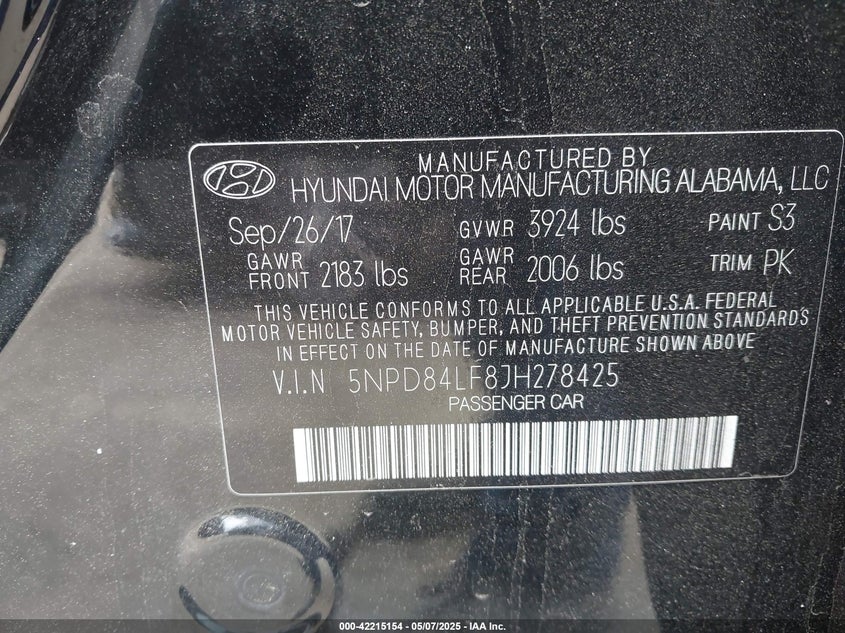 MANUFACTURED BY
HYUNDAI MOTOR MANUFACTURING ALABAMA, LLC
Sep/26/17 GVWR 3924 lbs PAINT S3
GAWR FRONT 2183 lbs GAWR REAR 2006 lbs TRIM PK
THIS VEHICLE CONFORMS TO ALL APPLICABLE U.S.A. FEDERAL
MOTOR VEHICLE SAFETY, BUMPER, AND THEFT PREVENTION STANDARDS
IN EFFECT ON THE DATE OF MANUFACTURE SHOWN ABOVE
V.I.N 5NPD84LF8JH278425
PASSENGER CAR
000-42215154 - 05/07/2025 - IAA Inc.